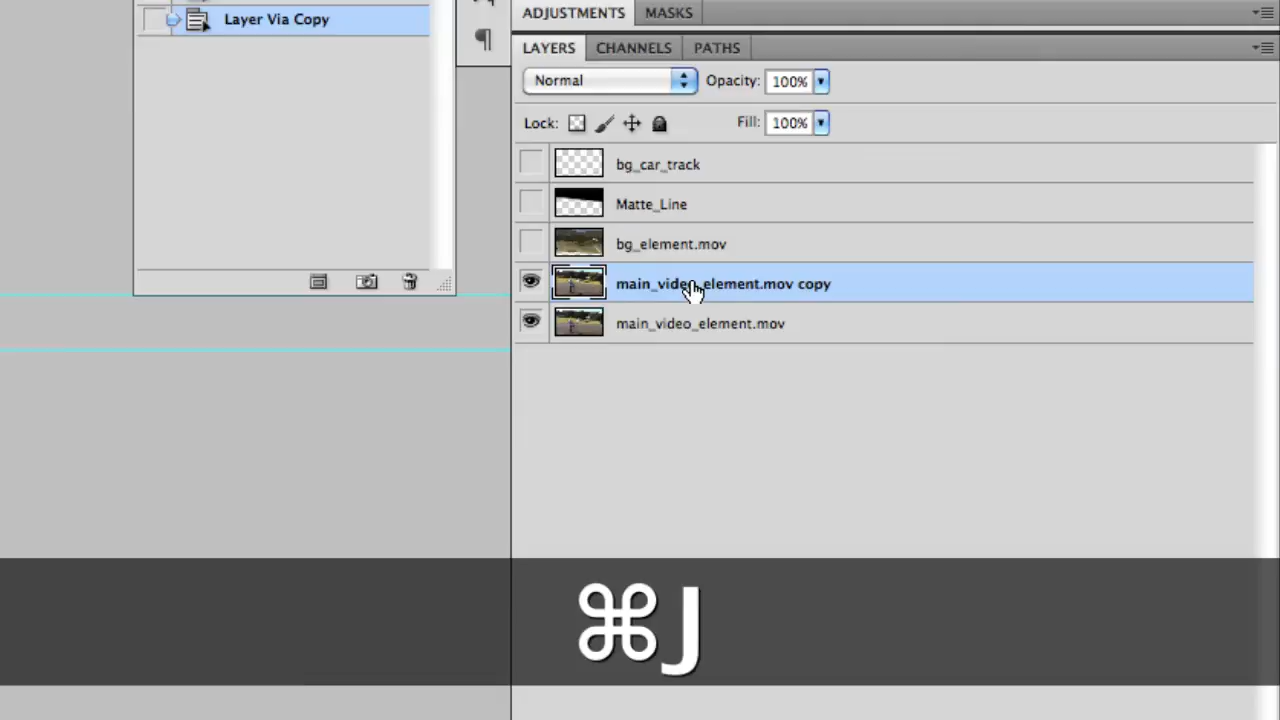 Layer Via Copy
ADJUSTMENTS MASKS
LAYERS CHANNELS PATHS
Normal Opacity: 100%
Lock: Fill: 100%
bg_car_track
Matte_Line
bg_element.mov
main_video_element.mov copy
main_video_element.mov
⌘J